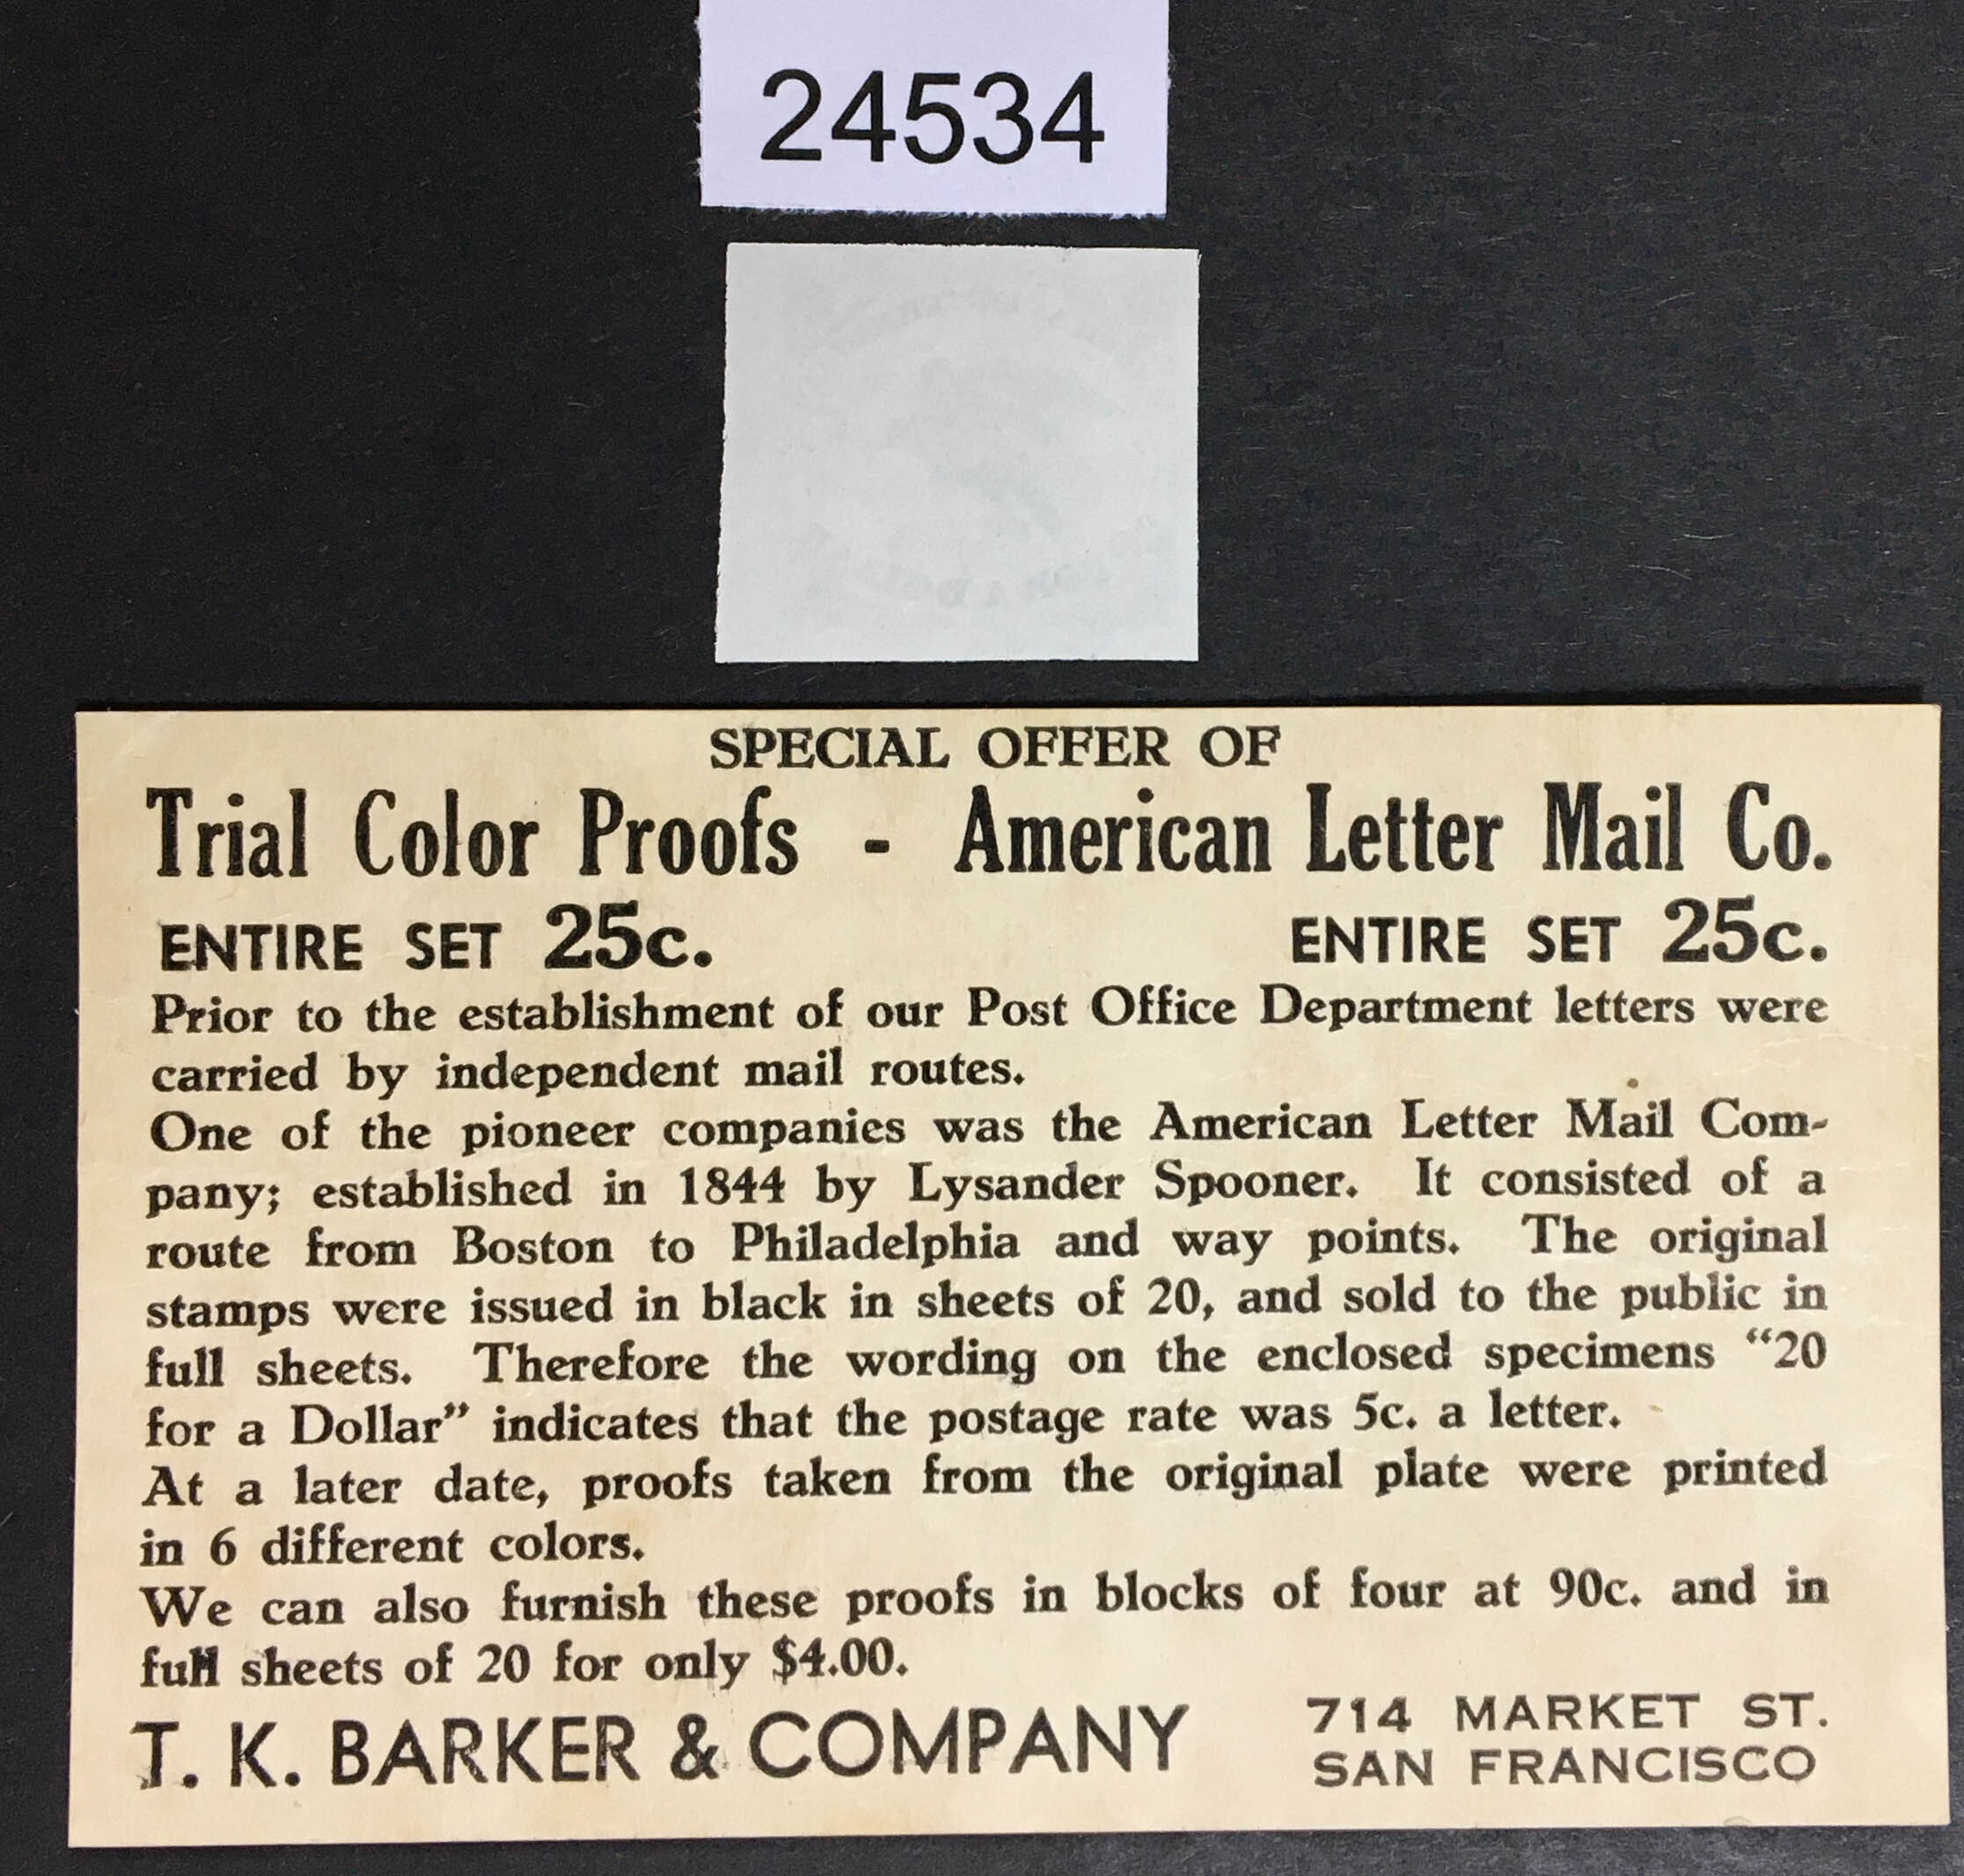 24534
SPECIAL OFFER OF
Trial Color Proofs - American Letter Mail Co.
ENTIRE SET 25c. ENTIRE SET 25c.
Prior to the establishment of our Post Office Department letters were
carried by independent mail routes.
One of the pioneer companies was the American Letter Mail Com-
pany; established in 1844 by Lysander Spooner. It consisted of a
route from Boston to Philadelphia and way points. The original
stamps were issued in black in sheets of 20, and sold to the public in
full sheets. Therefore the wording on the enclosed specimens "20
for a Dollar" indicates that the postage rate was 5c. a letter.
At a later date, proofs taken from the original plate were printed
in 6 different colors.
We can also furnish these proofs in blocks of four at 90c. and in
full sheets of 20 for only $4.00.
T. K. BARKER & COMPANY
714 MARKET ST.
SAN FRANCISCO